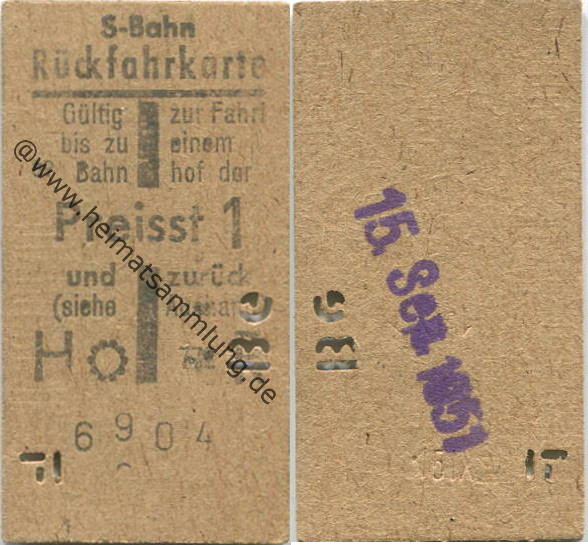 S-Bahn
Rückfahrkarte
Gültig zur Fahrt
bis zu einem
S-Bahn hof der
Preisst 1
und zurück
(siehe
Ho
6904
@www.heimatsammlung.de
15. Sep. 1951